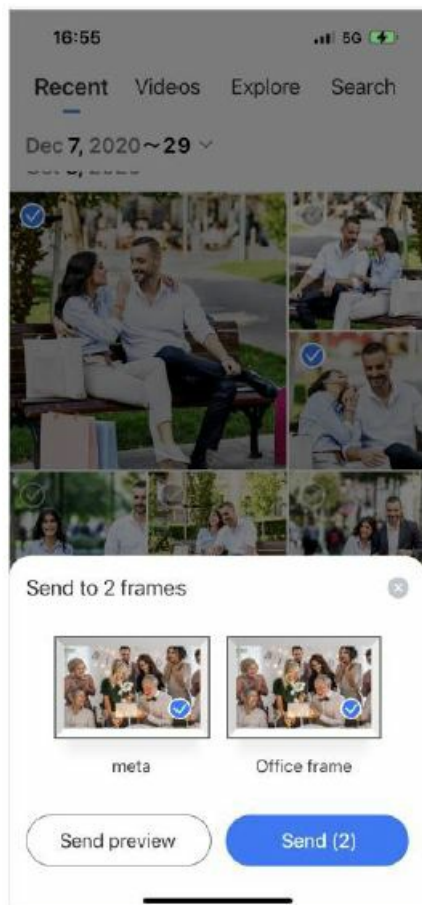 16:55 5G
Recent Videos Explore Search
Dec 7, 2020~29
Send to 2 frames
meta Office frame
Send preview Send (2)